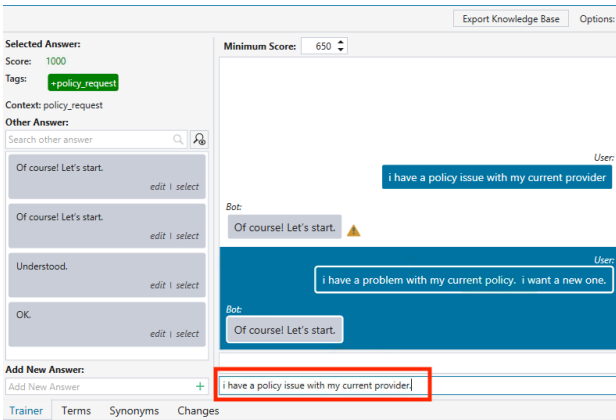 Export Knowledge Base Options:
Selected Answer:
Score: 1000
Tags: +policy_request
Context: policy_request
Other Answer:
Search other answer
Of course! Let's start.
edit | select
Of course! Let's start.
edit | select
Understood.
edit | select
OK.
edit | select
Add New Answer:
Add New Answer +
Minimum Score: 650
User:
i have a policy issue with my current provider
Bot:
Of course! Let's start.
User:
i have a problem with my current policy.  i want a new one.
Bot:
Of course! Let's start.
i have a policy issue with my current provider.
Trainer Terms Synonyms Changes